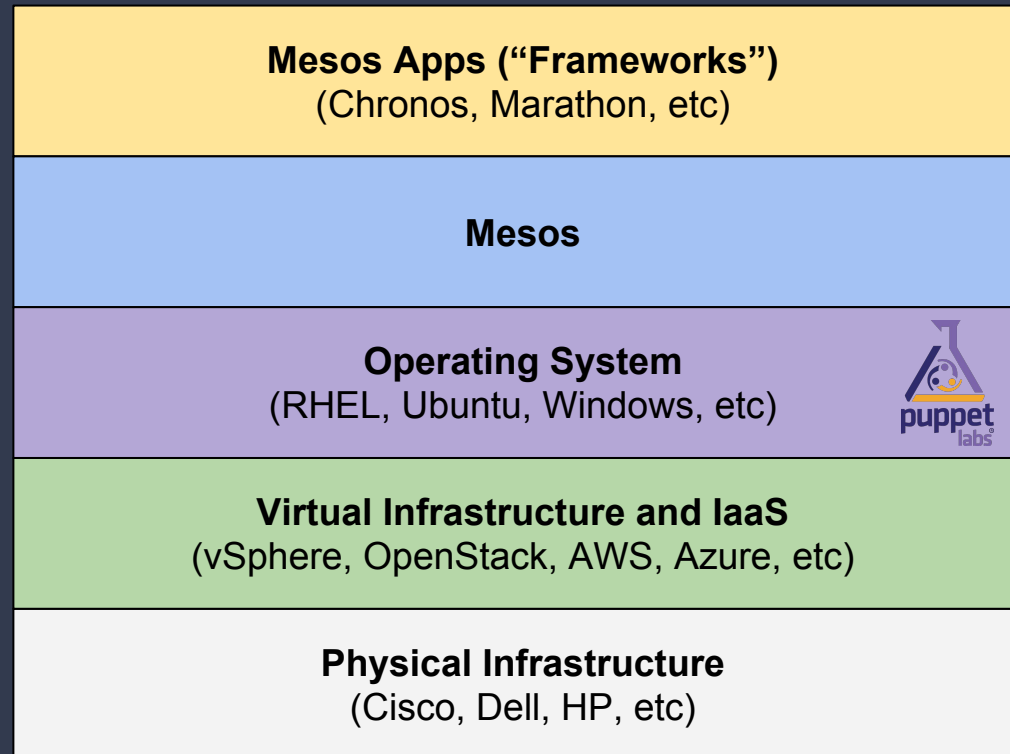 Mesos Apps (“Frameworks”)
(Chronos, Marathon, etc)
Mesos
Operating System
(RHEL, Ubuntu, Windows, etc)
puppet
labs®
Virtual Infrastructure and IaaS
(vSphere, OpenStack, AWS, Azure, etc)
Physical Infrastructure
(Cisco, Dell, HP, etc)